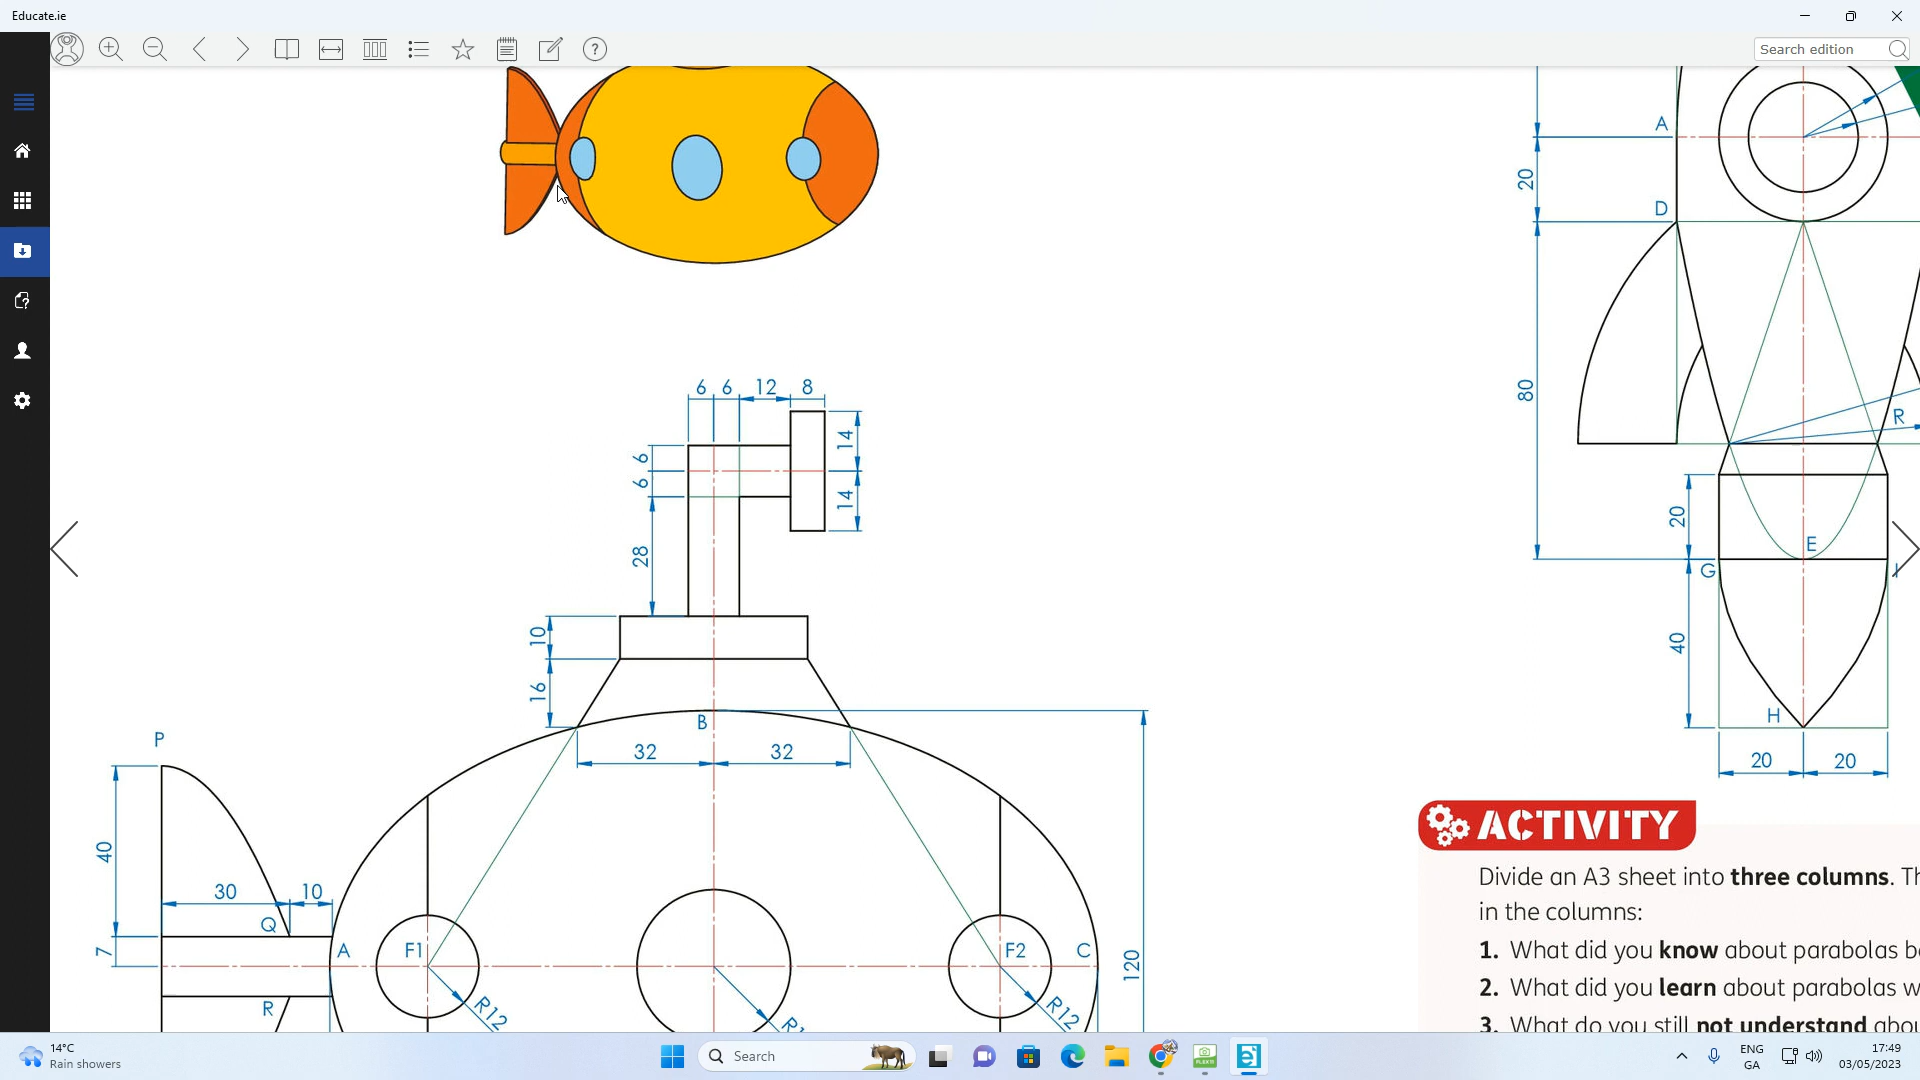 Educate.ie
Search edition
A
20
D
80
R
20
E
G
I
40
H
20 20
6 6 12 8
14
6
6
14
28
10
16
B
32 32
P
40
30 10
Q
7
A F1 F2 C
120
R
R12
R12
ACTIVITY
Divide an A3 sheet into three columns. Th
in the columns:
1. What did you know about parabolas be
2. What did you learn about parabolas w
3. What do you still not understand abou
14°C
Rain showers
Search
ENG
GA
17:49
03/05/2023